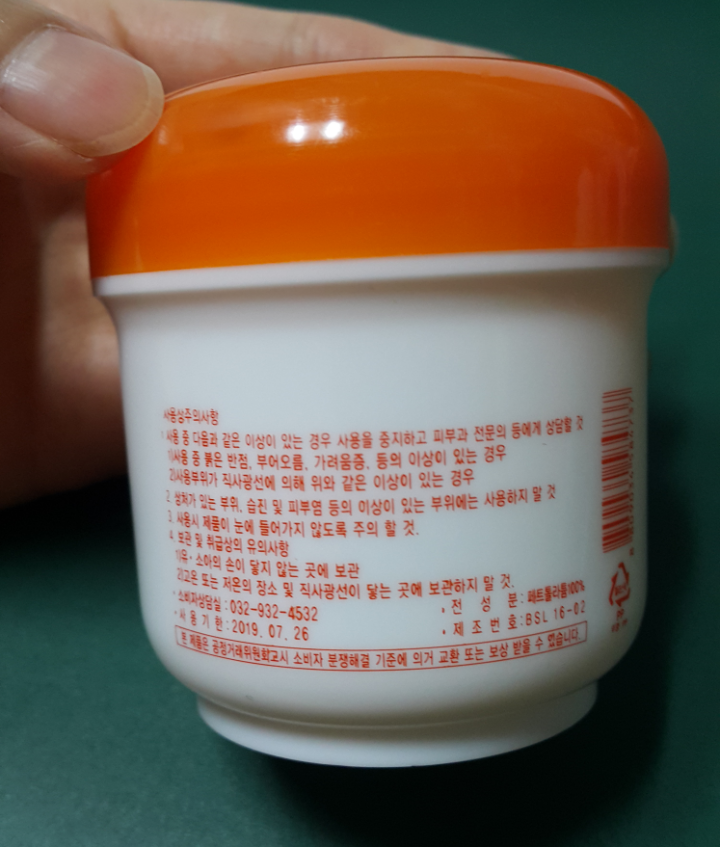 사용상주의사항
사용 중 다음과 같은 이상이 있는 경우 사용을 중지하고 피부과 전문의 등에게 상담할 것
1)사용 중 붉은 반점, 부어오름, 가려움증, 등의 이상이 있는 경우
2)사용부위가 직사광선에 의해 위와 같은 이상이 있는 경우
2. 상처가 있는 부위, 습진 및 피부염 등의 이상이 있는 부위에는 사용하지 말 것
3. 사용시 제품이 눈에 들어가지 않도록 주의 할 것.
4. 보관 및 취급상의 유의사항
1)유·소아의 손이 닿지 않는 곳에 보관
2)고온 또는 저온의 장소 및 직사광선이 닿는 곳에 보관하지 말 것.
·소비자상담실:032-932-4532
·전 성 분:페트롤라툼100%
·사 용 기 한:2019. 07. 26
·제 조 번 호:BSL 16-02
본 제품은 공정거래위원회고시 소비자 분쟁해결 기준에 의거 교환 또는 보상 받을 수 없습니다.